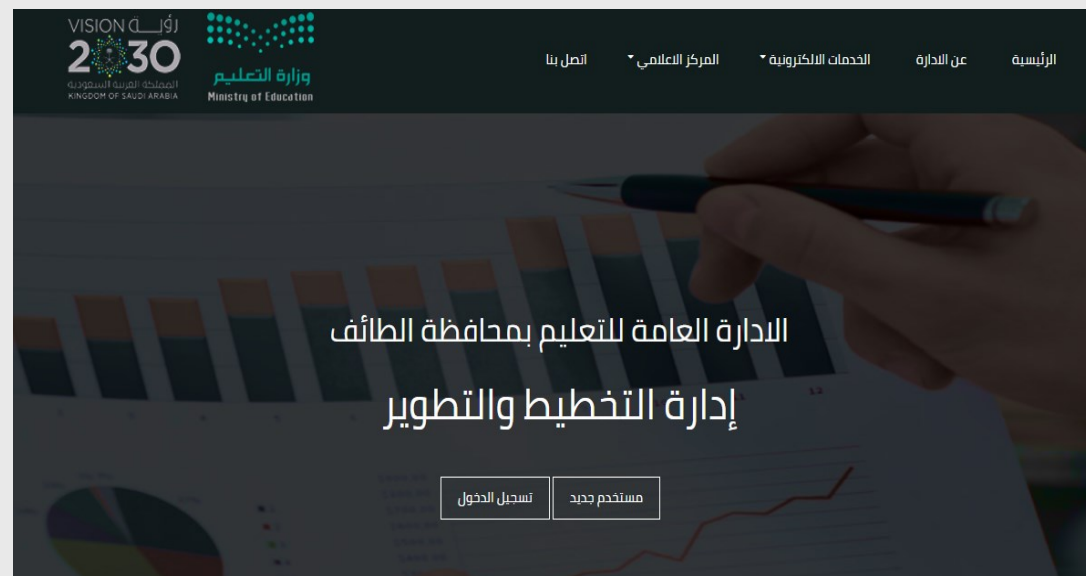 الرئيسية
عن الادارة
الخدمات الالكترونية
المركز الاعلامي
اتصل بنا
VISION رؤيـــة
2030
المملكة العربية السعودية
KINGDOM OF SAUDI ARABIA
وزارة التعليم
Ministry of Education
الادارة العامة للتعليم بمحافظة الطائف
إدارة التخطيط والتطوير
مستخدم جديد
تسجيل الدخول